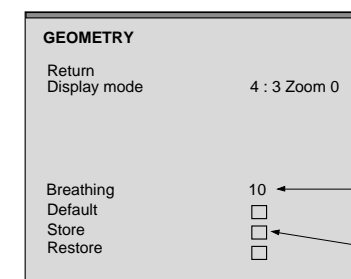 GEOMETRY
Return
Display mode 4 : 3 Zoom 0
Breathing 10
Default
Store
Restore